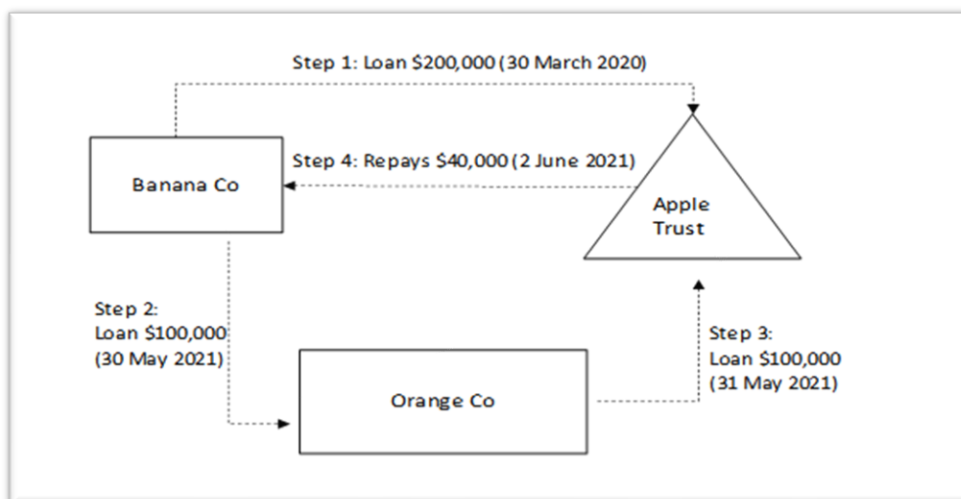 Step 1: Loan $200,000 (30 March 2020)
Step 4: Repays $40,000 (2 June 2021)
Banana Co
Apple
Trust
Step 2:
Loan $100,000
(30 May 2021)
Step 3:
Loan $100,000
(31 May 2021)
Orange Co